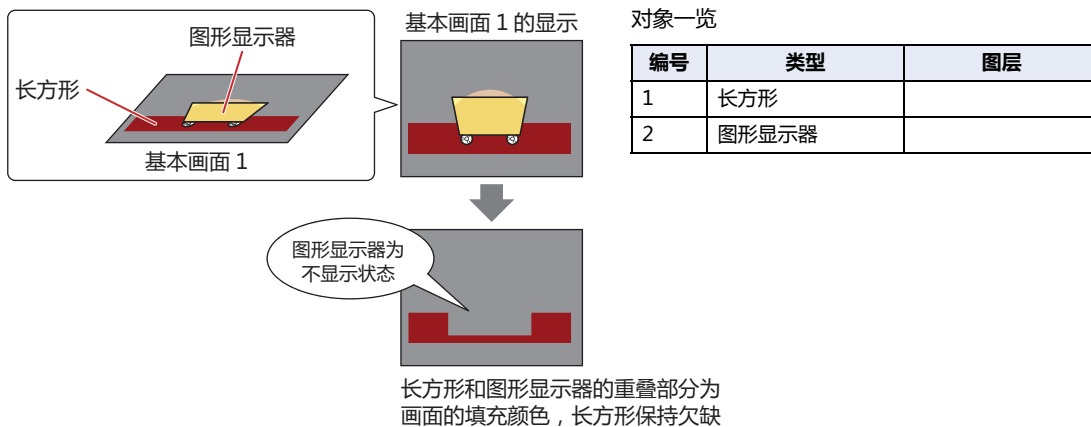 图形显示器
长方形
基本画面 1
基本画面 1 的显示
图形显示器为
不显示状态
长方形和图形显示器的重叠部分为
画面的填充颜色，长方形保持欠缺
对象一览
编号 类型 图层
1 长方形
2 图形显示器